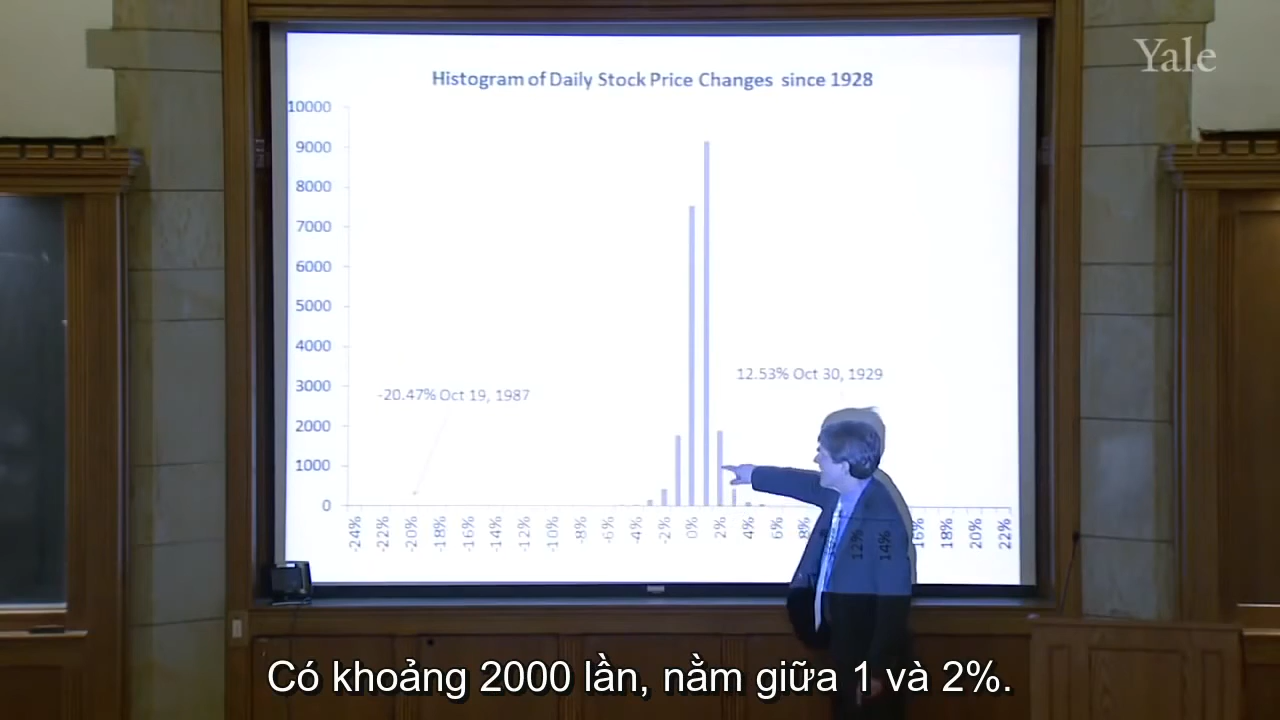 Yale
Histogram of Daily Stock Price Changes since 1928
10000
9000
8000
7000
6000
5000
4000
3000
2000
1000
0
-20.47% Oct 19, 1987
12.53% Oct 30, 1929
-24% -22% -20% -18% -16% -14% -12% -10% -8% -6% -4% -2% 0% 2% 4% 6% 8% 12% 14% 16% 18% 20% 22%
Có khoảng 2000 lần, nằm giữa 1 và 2%.